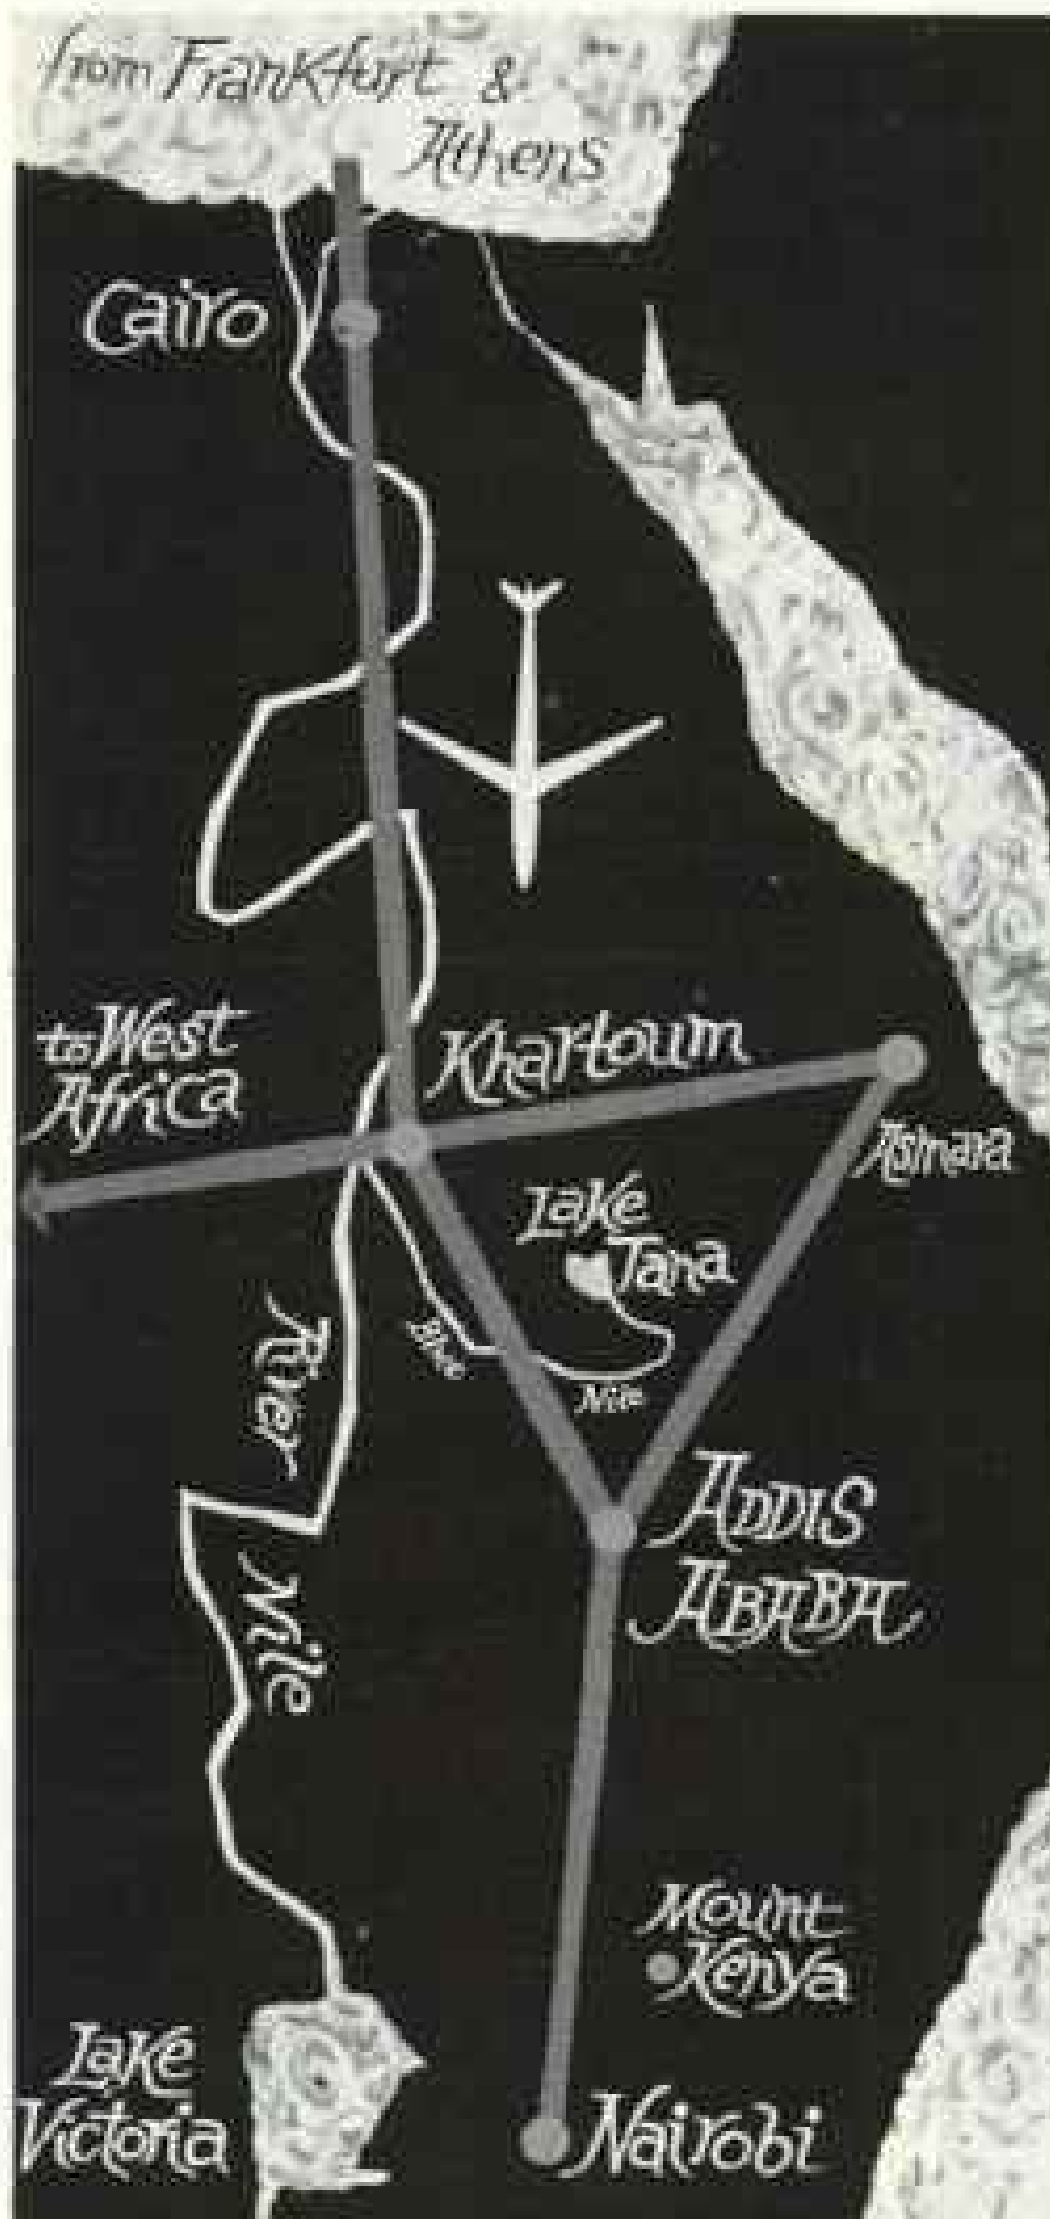 from Frankfurt &
Athens
Cairo
to West
Africa
Khartoum
Asmara
Lake
Tana
Blue
Nile
River
Nile
ADDIS
ABABA
Mount
Kenya
Lake
Victoria
Nairobi